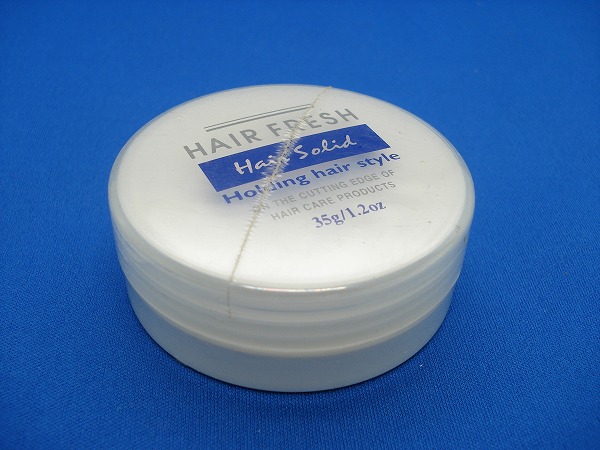 HAIR FRESH
Hair Solid
Holding hair style
ON THE CUTTING EDGE OF
HAIR CARE PRODUCTS
35g/1.2oz